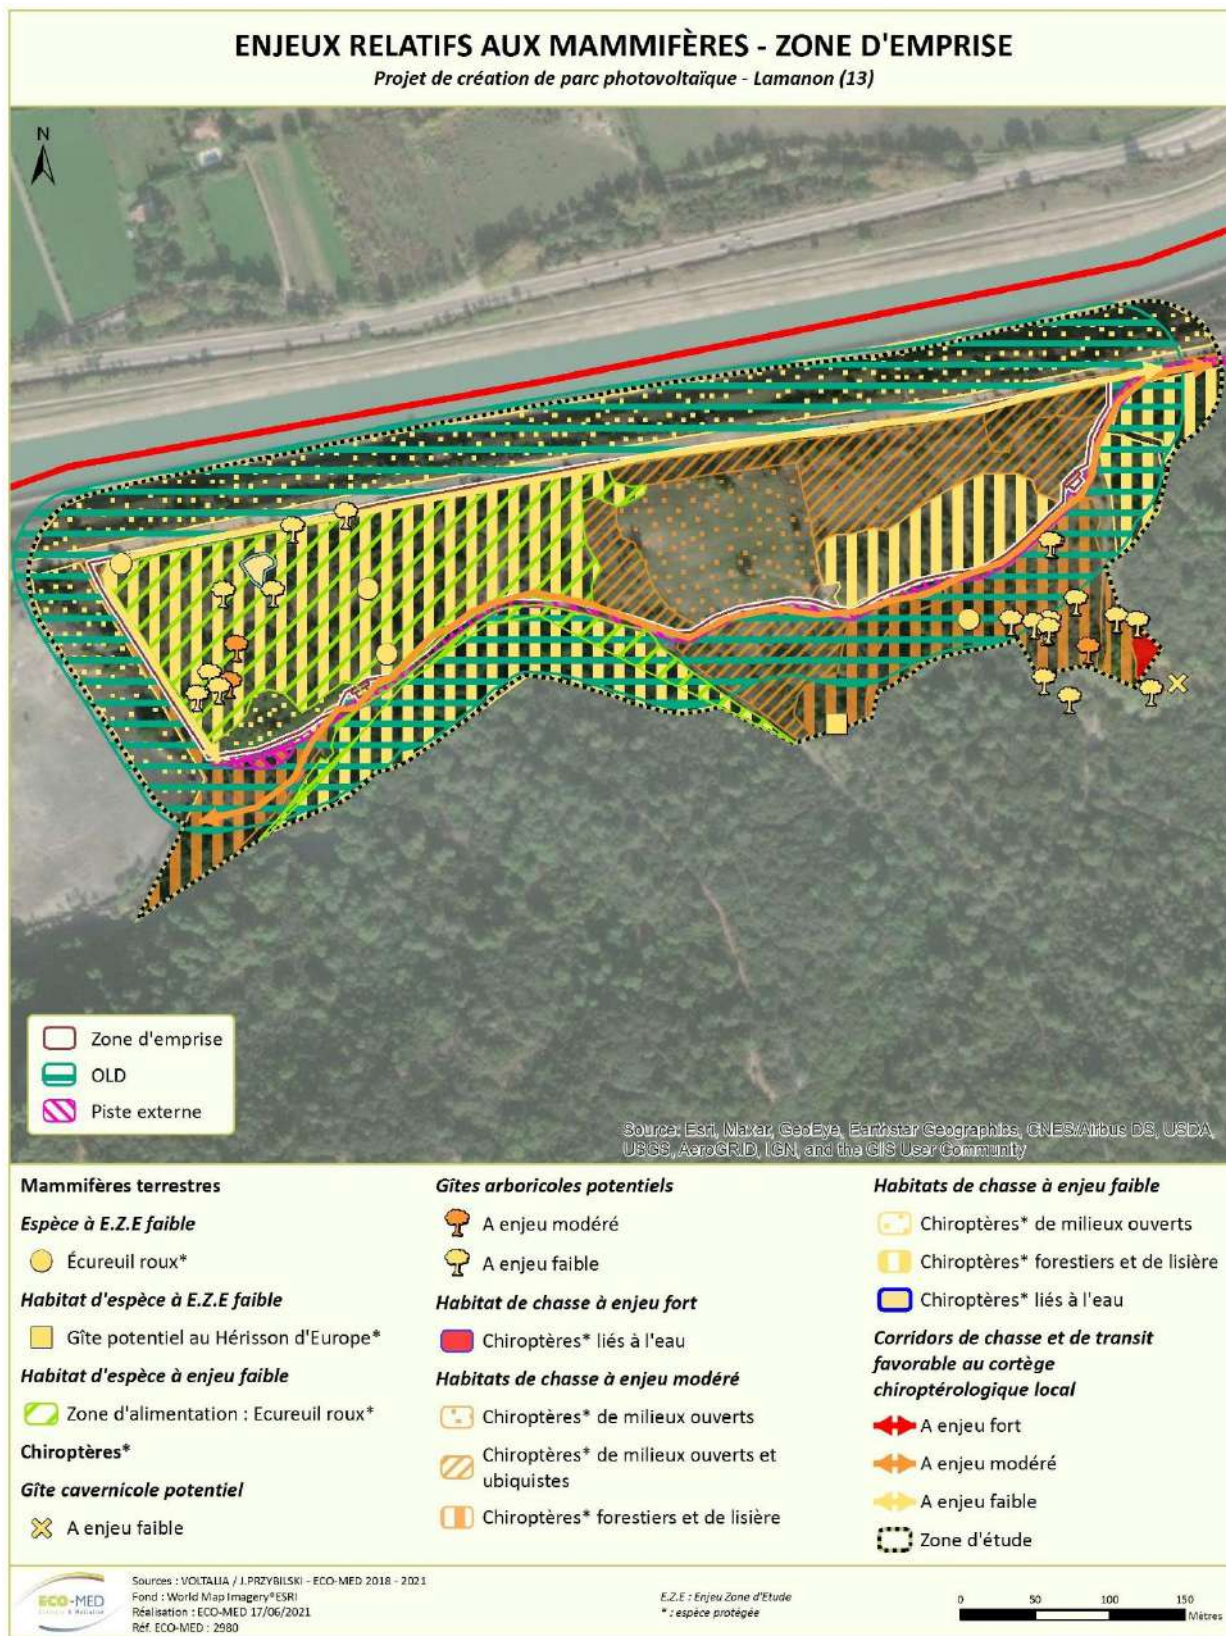 ENJEUX RELATIFS AUX MAMMIFÈRES - ZONE D'EMPRISE
Projet de création de parc photovoltaïque - Lamanon (13)
N
Zone d'emprise
OLD
Piste externe
Source: Esri, Maxar, GeoEye, Earthstar Geographics, CNES/Airbus DS, USDA,
USGS, AeroGRID, IGN, and the GIS User Community
Mammifères terrestres
Espèce à E.Z.E faible
Écureuil roux*
Habitat d'espèce à E.Z.E faible
Gîte potentiel au Hérisson d'Europe*
Habitat d'espèce à enjeu faible
Zone d'alimentation : Ecureuil roux*
Chiroptères*
Gîte cavernicole potentiel
A enjeu faible
Gîtes arboricoles potentiels
A enjeu modéré
A enjeu faible
Habitat de chasse à enjeu fort
Chiroptères* liés à l'eau
Habitats de chasse à enjeu modéré
Chiroptères* de milieux ouverts
Chiroptères* de milieux ouverts et
ubiquistes
Chiroptères* forestiers et de lisière
Habitats de chasse à enjeu faible
Chiroptères* de milieux ouverts
Chiroptères* forestiers et de lisière
Chiroptères* liés à l'eau
Corridors de chasse et de transit
favorable au cortège
chiroptérologique local
A enjeu fort
A enjeu modéré
A enjeu faible
Zone d'étude
ECO-MED
Sources : VOLTALIA / J.PRZYBILSKI - ECO-MED 2018 - 2021
Fond : World Map Imagery®ESRI
Réalisation : ECO-MED 17/06/2021
Réf. ECO-MED : 2980
E.Z.E : Enjeu Zone d'Etude
* : espèce protégée
0 50 100 150
Mètres